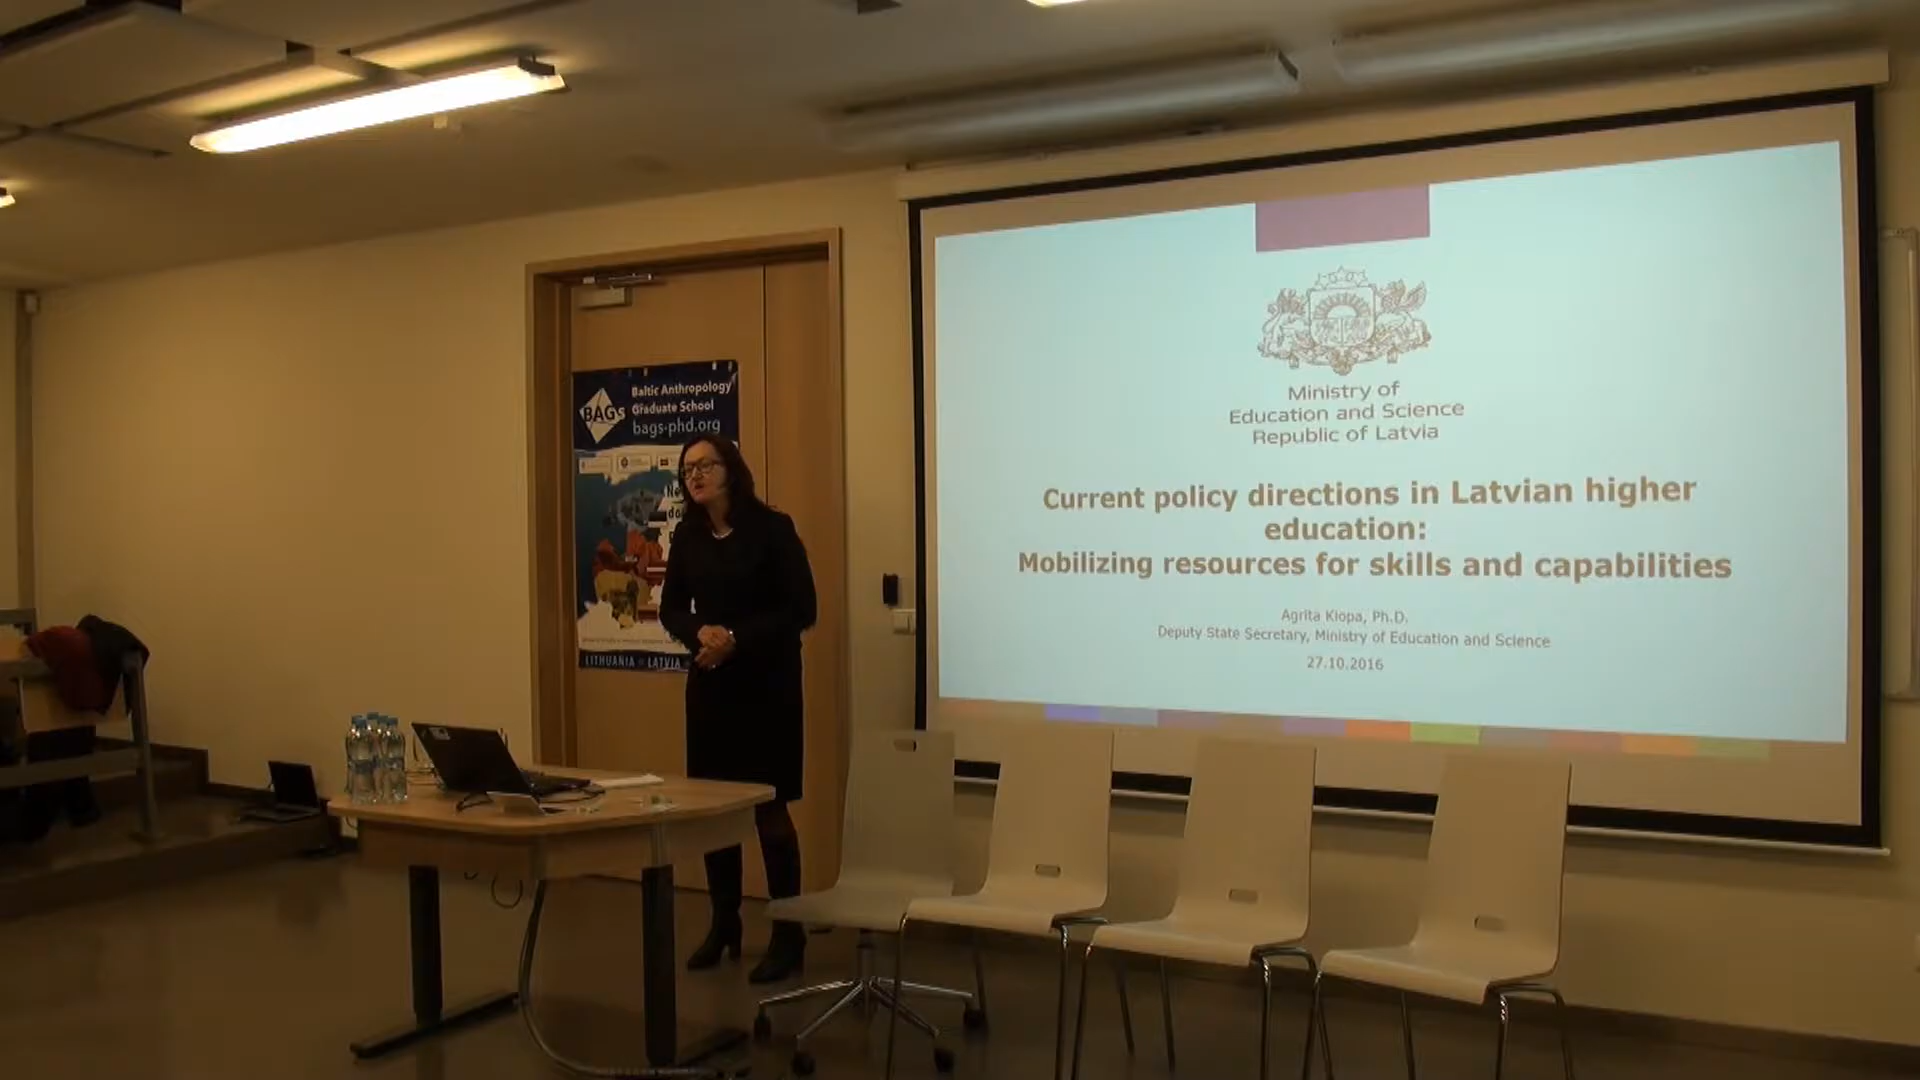 BAGs
Baltic Anthropology
Graduate School
bags-phd.org
LITHUANIA LATVIA
Ministry of
Education and Science
Republic of Latvia
Current policy directions in Latvian higher
education:
Mobilizing resources for skills and capabilities
Agrita Kiopa, Ph.D.
Deputy State Secretary, Ministry of Education and Science
27.10.2016